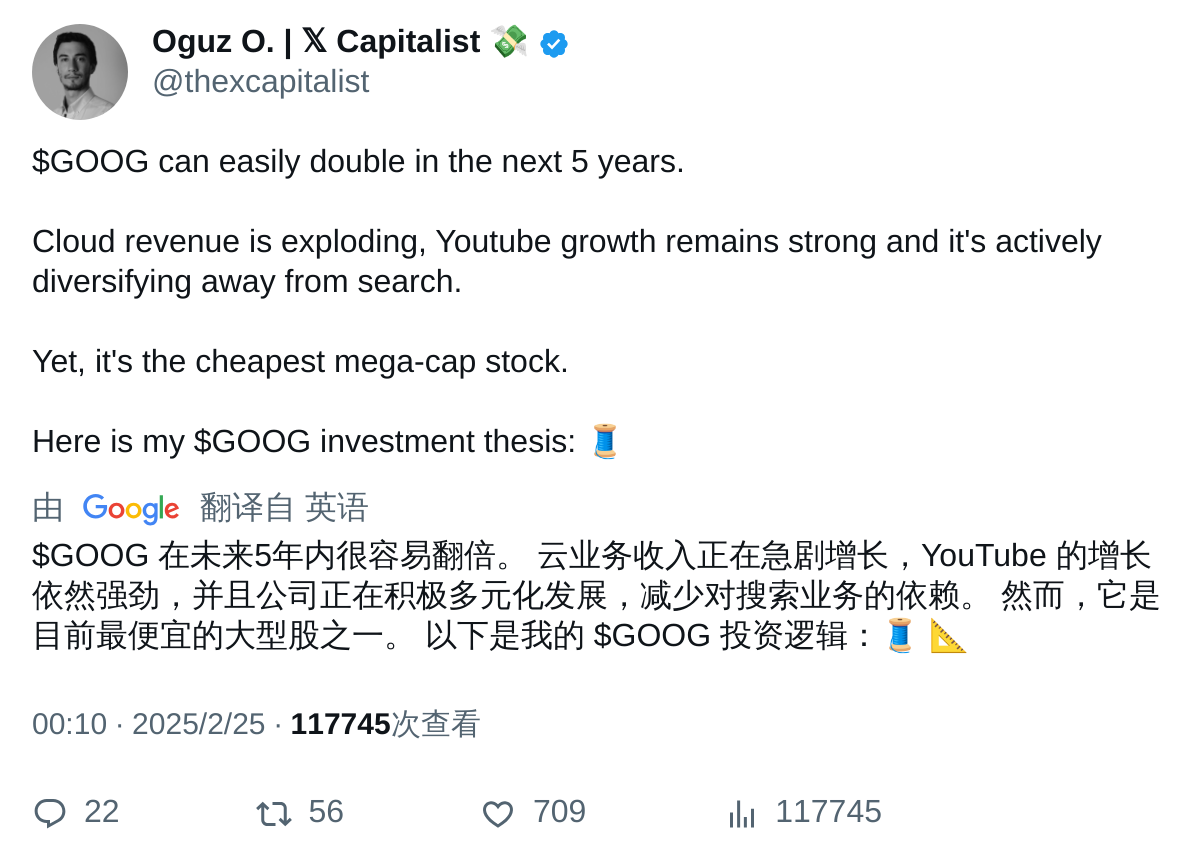 Oguz O. | 𝕏 Capitalist 💸
@thexcapitalist
$GOOG can easily double in the next 5 years.
Cloud revenue is exploding, Youtube growth remains strong and it's actively
diversifying away from search.
Yet, it's the cheapest mega-cap stock.
Here is my $GOOG investment thesis: 🧵
由 Google 翻译自 英语
$GOOG 在未来5年内很容易翻倍。 云业务收入正在急剧增长，YouTube 的增长
依然强劲，并且公司正在积极多元化发展，减少对搜索业务的依赖。 然而，它是
目前最便宜的大型股之一。 以下是我的 $GOOG 投资逻辑：🧵 📐
00:10 · 2025/2/25 · 117745次查看
22 56 709 117745